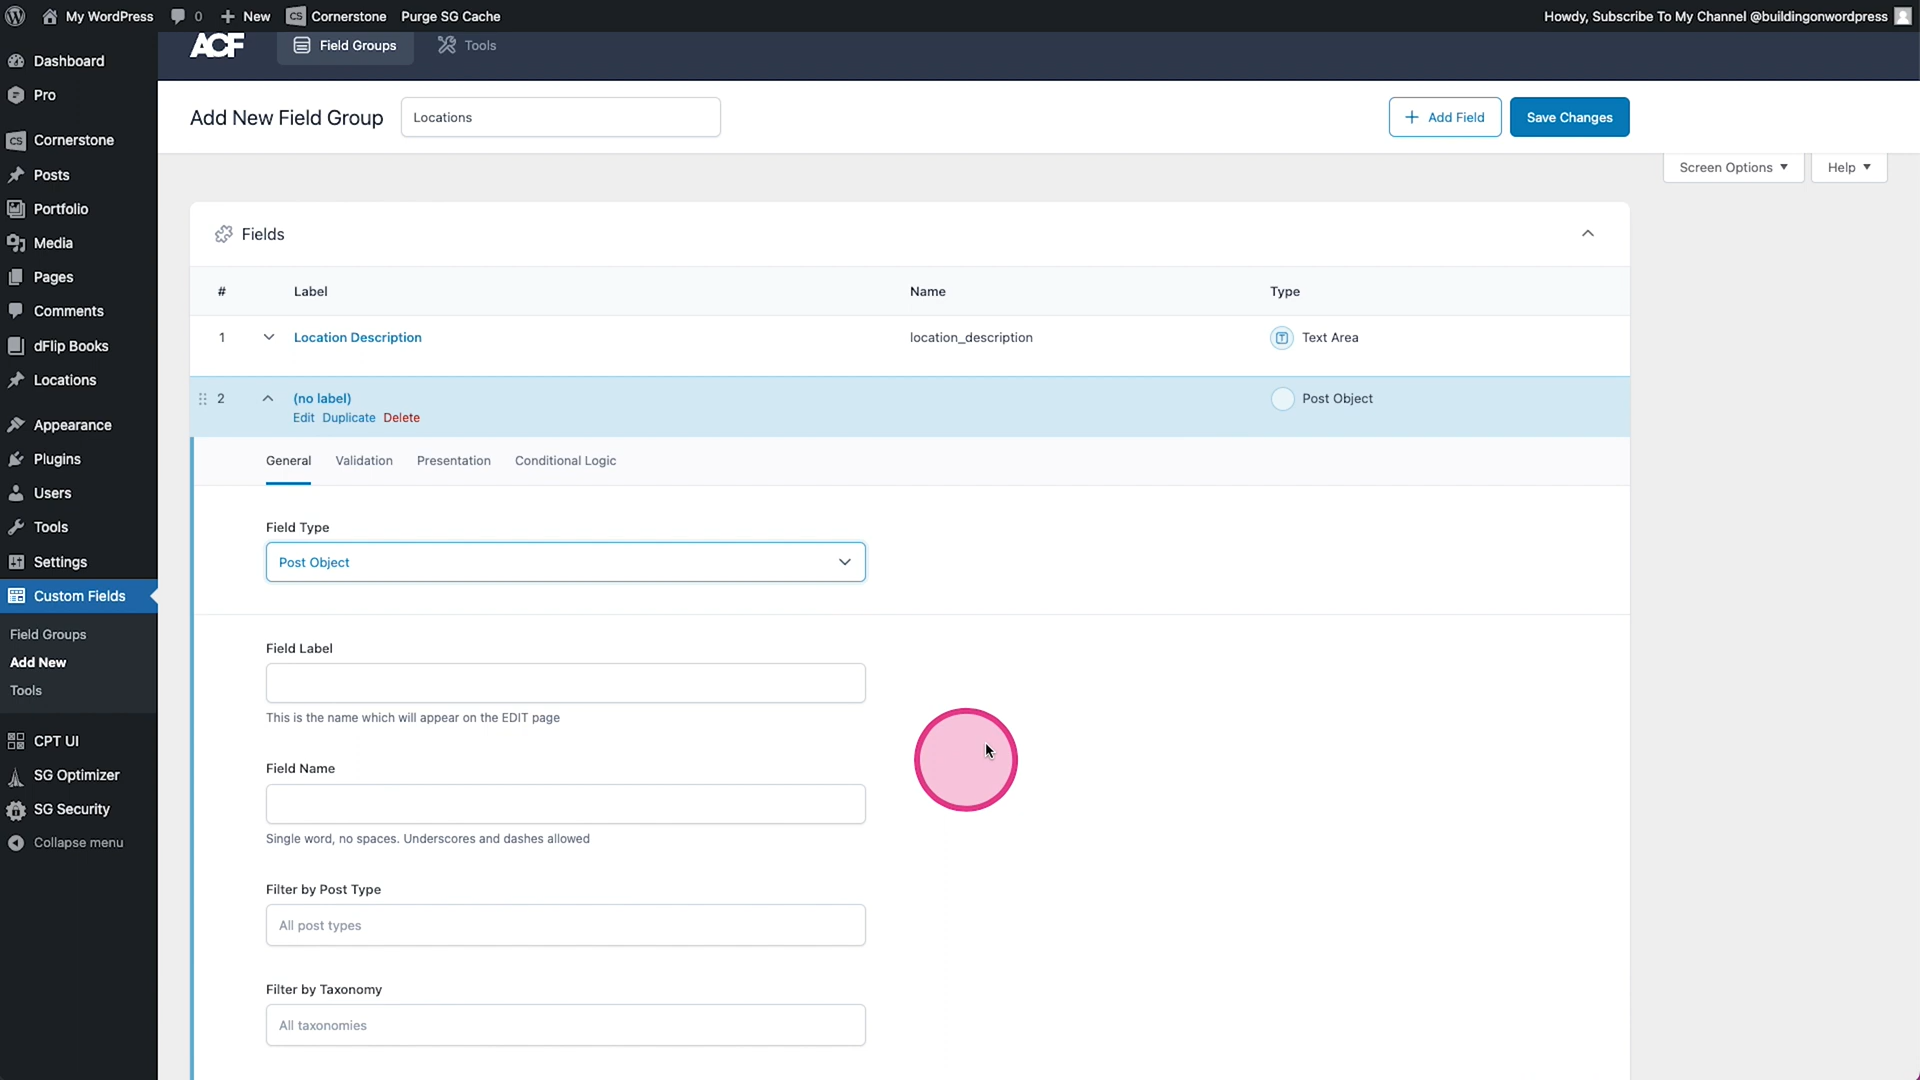 My WordPress 0 New CS Cornerstone Purge SG Cache Howdy, Subscribe To My Channel @buildingonwordpress
ACF Field Groups Tools
Dashboard
Pro
CS Cornerstone
Posts
Portfolio
Media
Pages
Comments
dFlip Books
Locations
Appearance
Plugins
Users
Tools
Settings
Custom Fields
Field Groups
Add New
Tools
CPT UI
SG Optimizer
SG Security
Collapse menu
Add New Field Group Locations Add Field Save Changes
Screen Options Help
Fields
# Label Name Type
1 Location Description location_description Text Area
2 (no label) Post Object
Edit Duplicate Delete
General Validation Presentation Conditional Logic
Field Type
Post Object
Field Label
This is the name which will appear on the EDIT page
Field Name
Single word, no spaces. Underscores and dashes allowed
Filter by Post Type
All post types
Filter by Taxonomy
All taxonomies